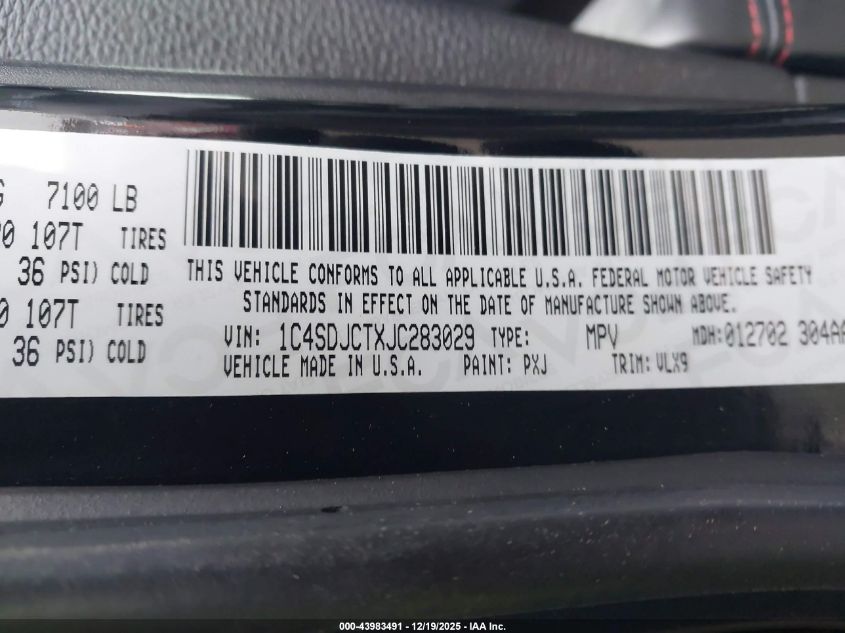 7100 LB
107T TIRES
36 PSI) COLD
107T TIRES
36 PSI) COLD
THIS VEHICLE CONFORMS TO ALL APPLICABLE U.S.A. FEDERAL MOTOR VEHICLE SAFETY
STANDARDS IN EFFECT ON THE DATE OF MANUFACTURE SHOWN ABOVE.
VIN: 1C4SDJCTXJC283029 TYPE: MPV MDH:012702 304AA
VEHICLE MADE IN U.S.A. PAINT: PXJ TRIM: VLX9
000-43983491 - 12/19/2025 - IAA Inc.